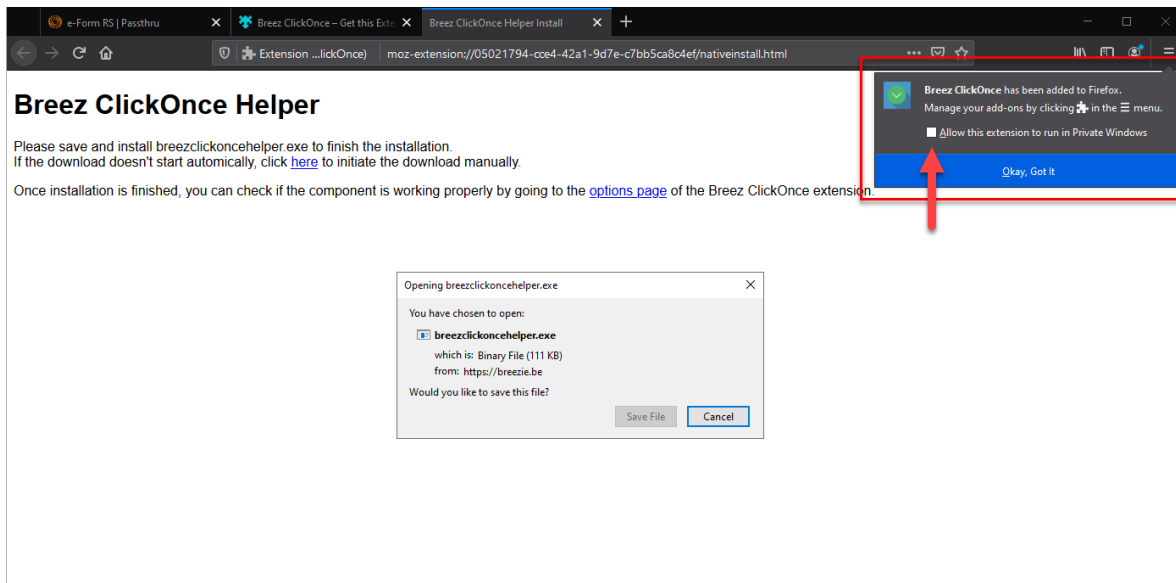 e-Form RS | Passthru
Breez ClickOnce – Get this Exte
Breez ClickOnce Helper Install
Extension ...lickOnce)
moz-extension://05021794-cce4-42a1-9d7e-c7bb5ca8c4ef/nativeinstall.html
Breez ClickOnce has been added to Firefox.
Manage your add-ons by clicking in the menu.
Allow this extension to run in Private Windows
Okay, Got It
Breez ClickOnce Helper
Please save and install breezclickoncehelper.exe to finish the installation.
If the download doesn't start automically, click here to initiate the download manually.
Once installation is finished, you can check if the component is working properly by going to the options page of the Breez ClickOnce extension.
Opening breezclickoncehelper.exe
You have chosen to open:
breezclickoncehelper.exe
which is: Binary File (111 KB)
from: https://breezie.be
Would you like to save this file?
Save File
Cancel